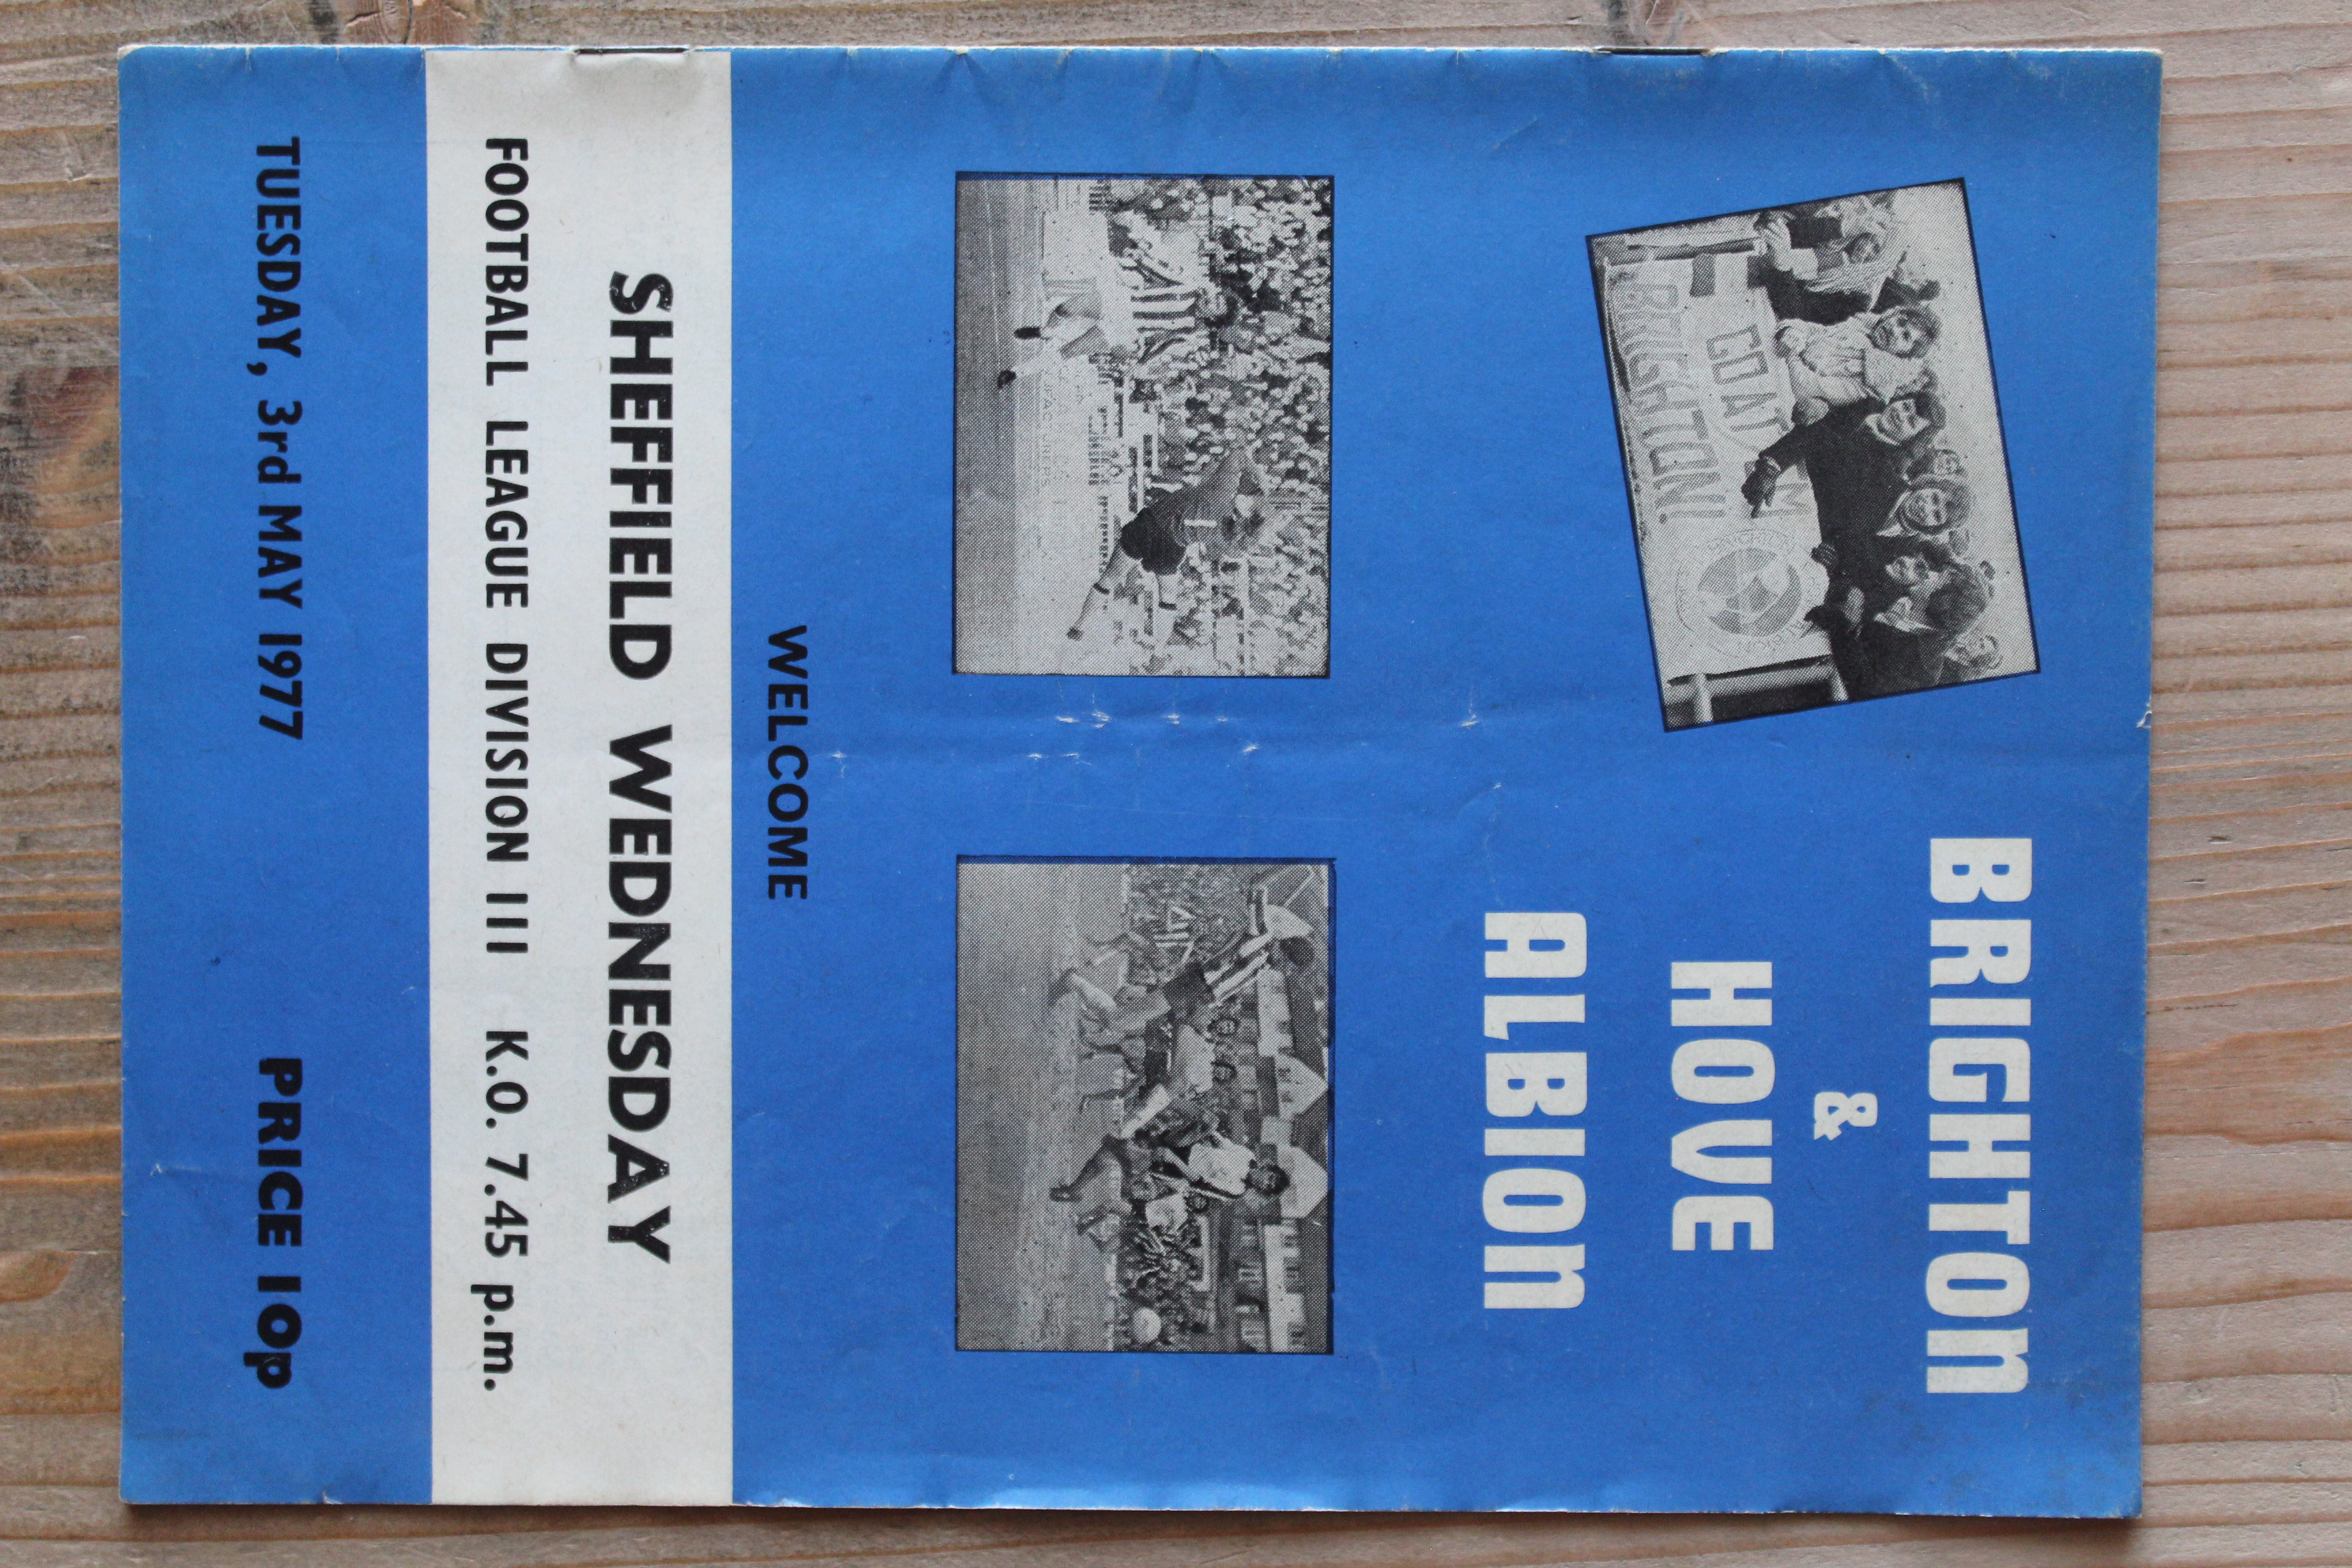 BRIGHTON
&
HOVE
ALBION
BRIGHTON.
WELCOME
SHEFFIELD WEDNESDAY
FOOTBALL LEAGUE DIVISION III K.O. 7.45 p.m.
TUESDAY, 3rd MAY 1977 PRICE 10p